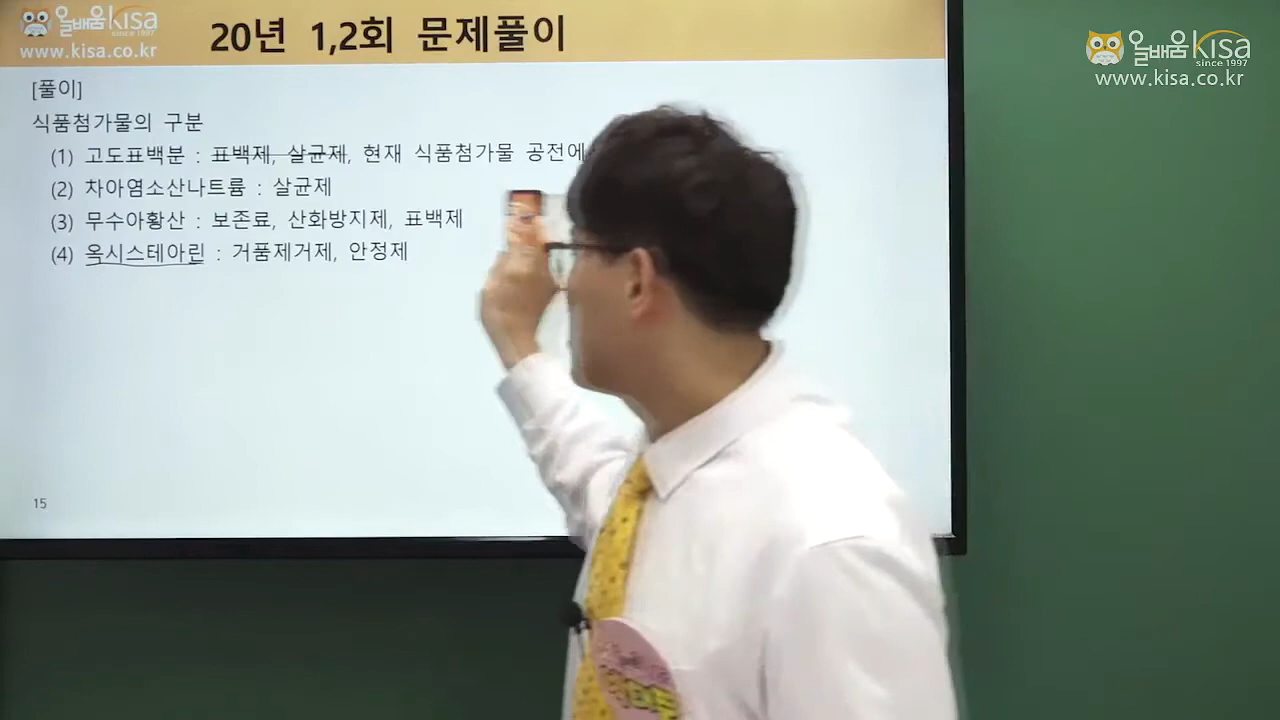 올배움kisa
since 1997
www.kisa.co.kr
20년 1,2회 문제풀이
올배움kisa
since 1997
www.kisa.co.kr
[풀이]
식품첨가물의 구분
(1) 고도표백분 : 표백제, 살균제, 현재 식품첨가물 공전에
(2) 차아염소산나트륨 : 살균제
(3) 무수아황산 : 보존료, 산화방지제, 표백제
(4) 옥시스테아린 : 거품제거제, 안정제
15